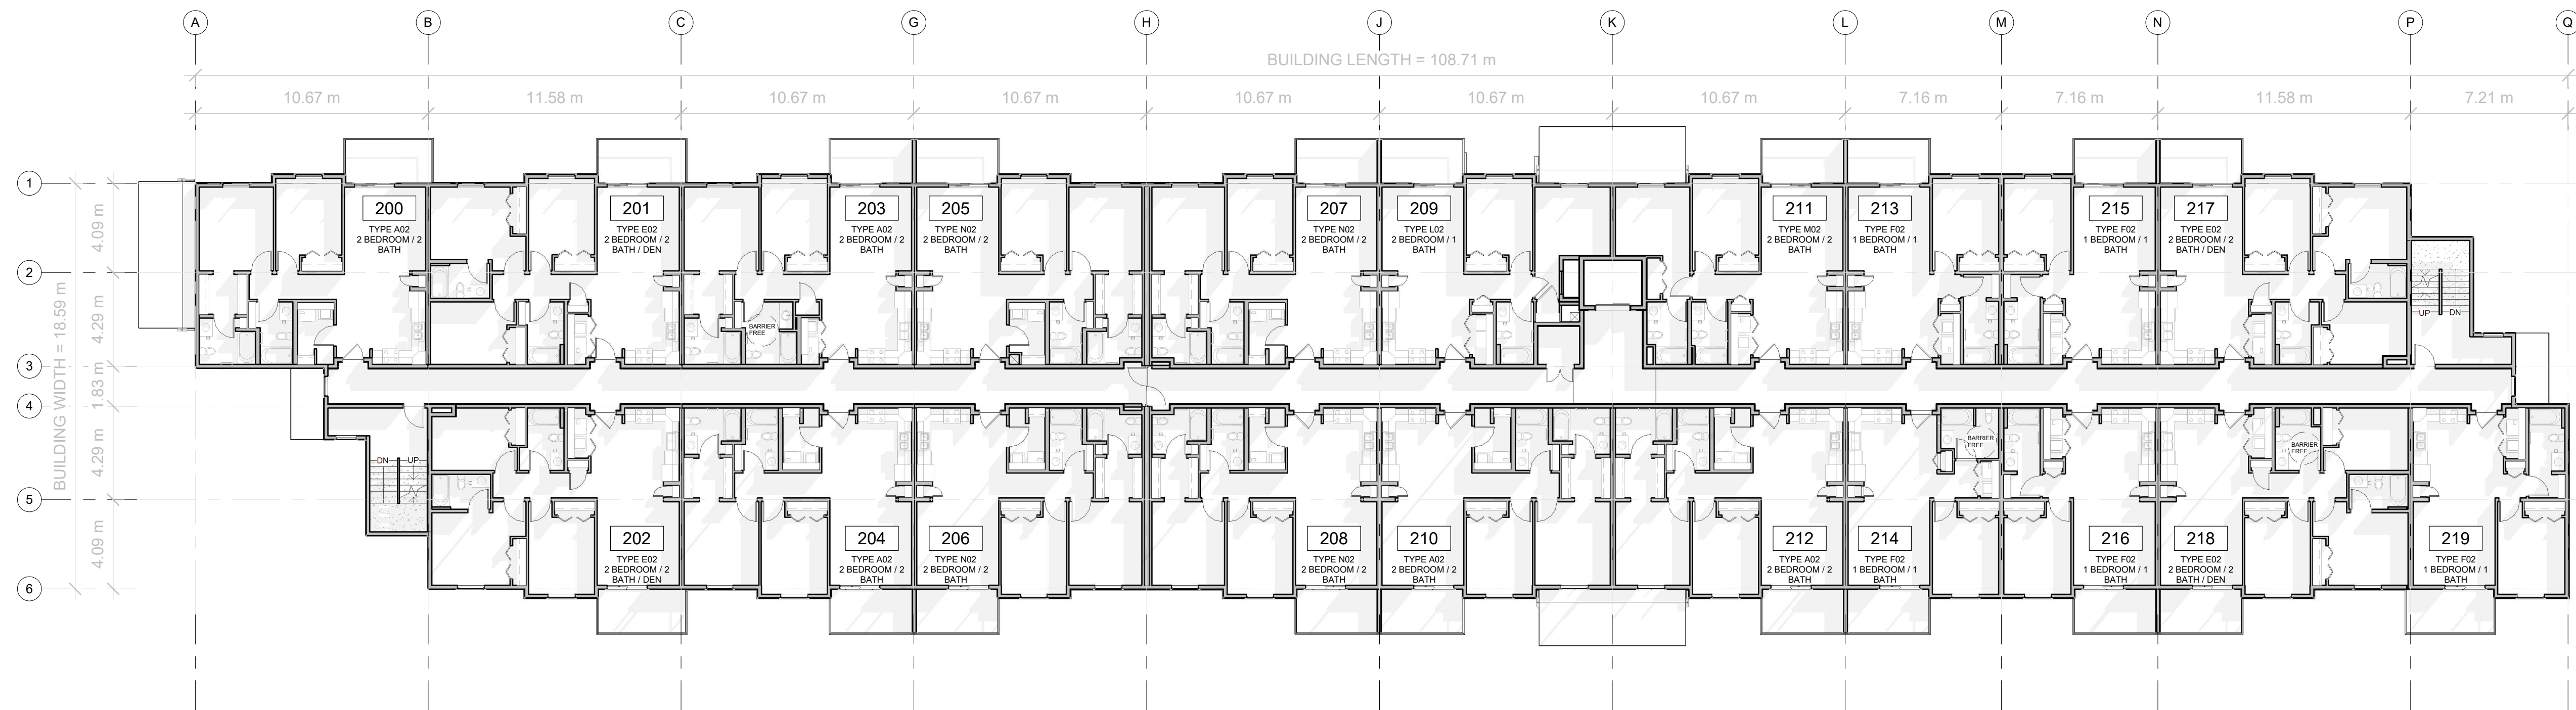 A B C G H J K L M N P Q
BUILDING LENGTH = 108.71 m
10.67 m 11.58 m 10.67 m 10.67 m 10.67 m 10.67 m 10.67 m 7.16 m 7.16 m 11.58 m 7.21 m
1
2
3
4
5
6
BUILDING WIDTH = 18.59 m
4.09 m
4.29 m
1.83 m
4.29 m
4.09 m
200
TYPE A02
2 BEDROOM / 2
BATH
201
TYPE E02
2 BEDROOM / 2
BATH / DEN
203
TYPE A02
2 BEDROOM / 2
BATH
205
TYPE N02
2 BEDROOM / 2
BATH
207
TYPE N02
2 BEDROOM / 2
BATH
209
TYPE L02
2 BEDROOM / 1
BATH
211
TYPE M02
2 BEDROOM / 2
BATH
213
TYPE F02
1 BEDROOM / 1
BATH
215
TYPE F02
1 BEDROOM / 1
BATH
217
TYPE E02
2 BEDROOM / 2
BATH / DEN
BARRIER
FREE
UP DN
DN UP
BARRIER
FREE
BARRIER
FREE
202
TYPE E02
2 BEDROOM / 2
BATH / DEN
204
TYPE A02
2 BEDROOM / 2
BATH
206
TYPE N02
2 BEDROOM / 2
BATH
208
TYPE N02
2 BEDROOM / 2
BATH
210
TYPE A02
2 BEDROOM / 2
BATH
212
TYPE A02
2 BEDROOM / 2
BATH
214
TYPE F02
1 BEDROOM / 1
BATH
216
TYPE F02
1 BEDROOM / 1
BATH
218
TYPE E02
2 BEDROOM / 2
BATH / DEN
219
TYPE F02
1 BEDROOM / 1
BATH